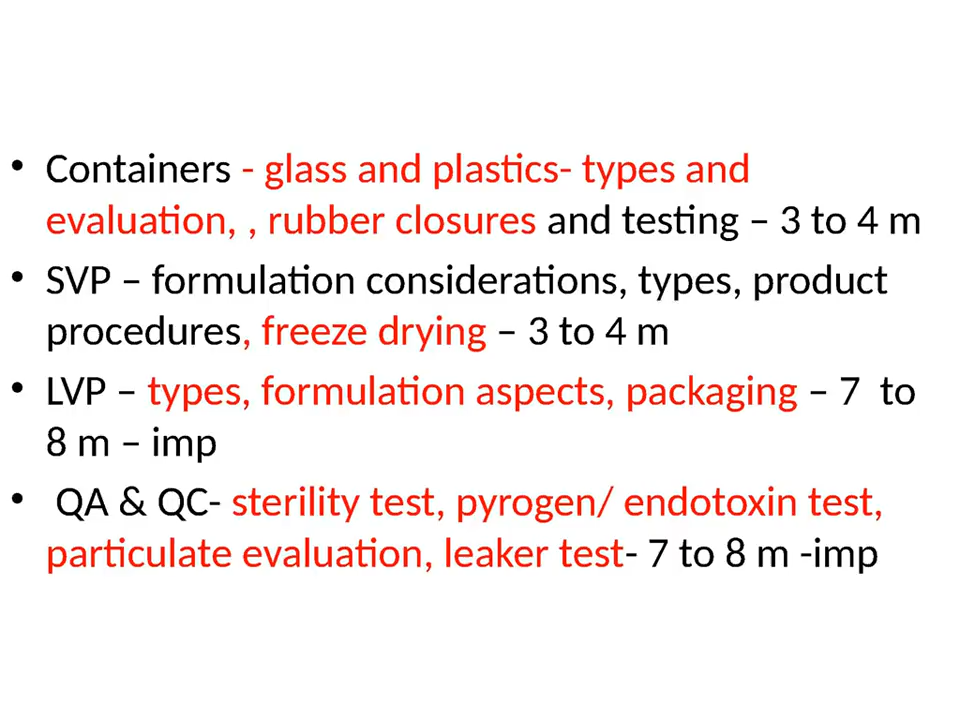 • Containers - glass and plastics- types and
evaluation, , rubber closures and testing – 3 to 4 m
• SVP – formulation considerations, types, product
procedures, freeze drying – 3 to 4 m
• LVP – types, formulation aspects, packaging – 7  to
8 m – imp
•  QA & QC- sterility test, pyrogen/ endotoxin test,
particulate evaluation, leaker test- 7 to 8 m -imp